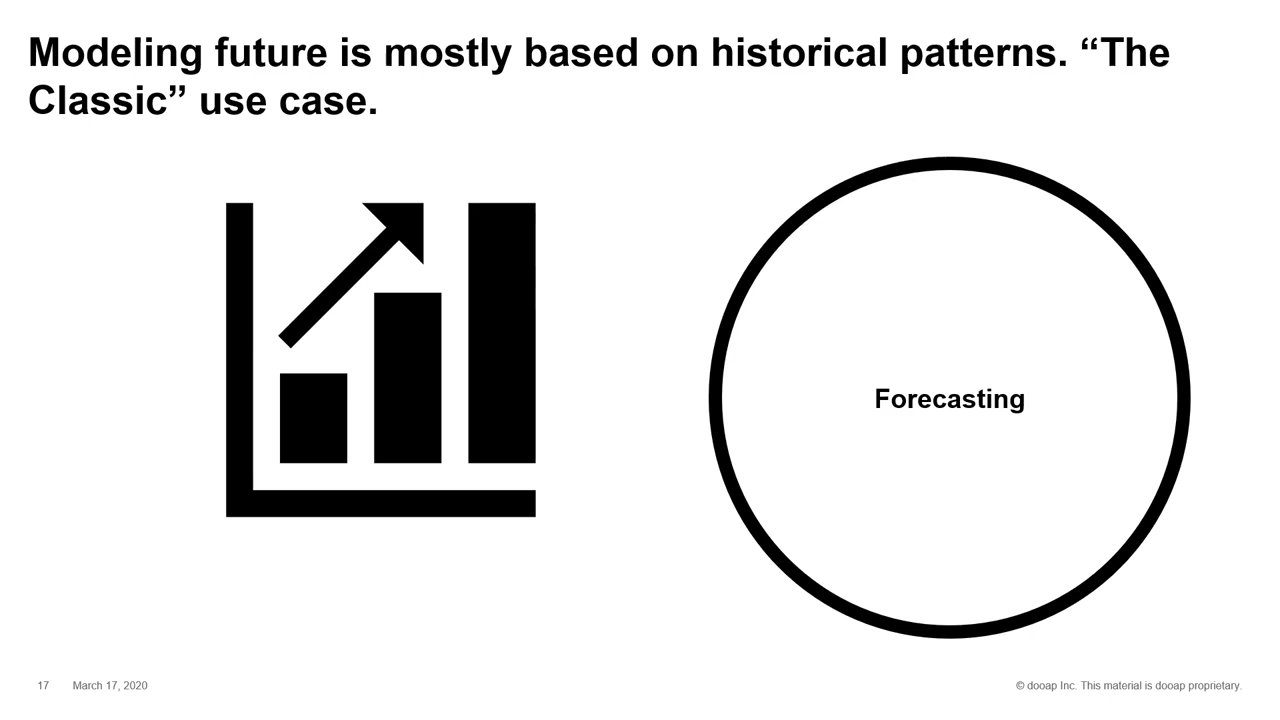 Modeling future is mostly based on historical patterns. “The
Classic” use case.
Forecasting
17 March 17, 2020
© dooap Inc. This material is dooap proprietary.